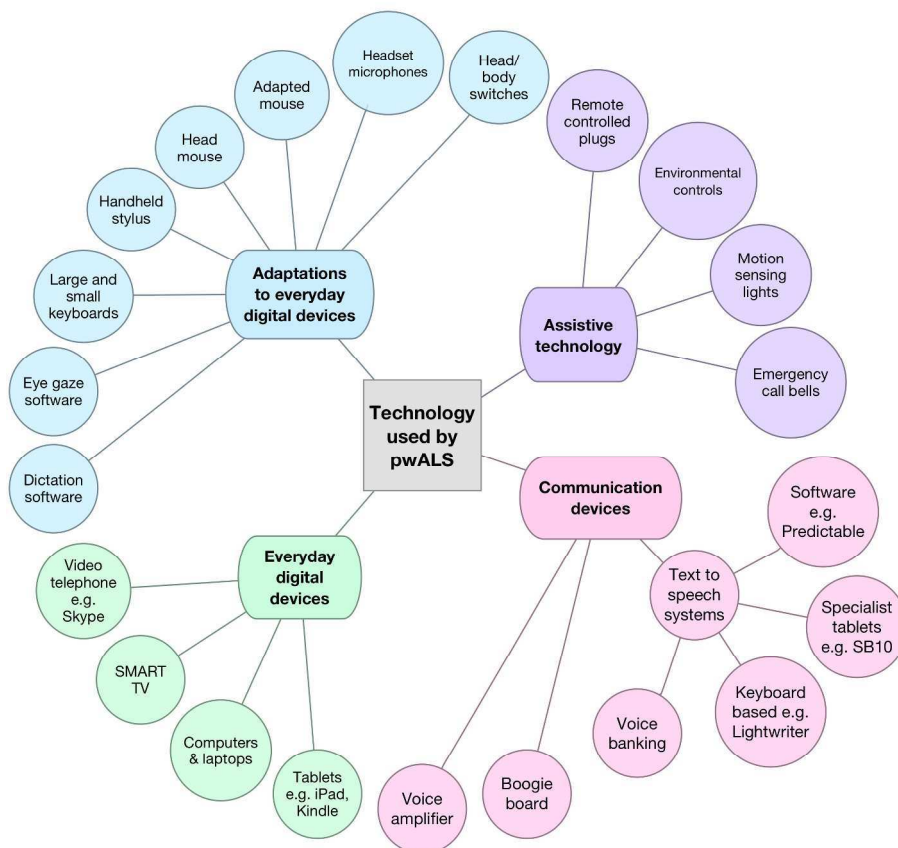 Headset
microphones
Head/
body
switches
Adapted
mouse
Head
mouse
Handheld
stylus
Large and
small
keyboards
Eye gaze
software
Dictation
software
Adaptations
to everyday
digital devices
Remote
controlled
plugs
Environmental
controls
Motion
sensing
lights
Emergency
call bells
Assistive
technology
Technology
used by
pwALS
Communication
devices
Software
e.g.
Predictable
Text to
speech
systems
Specialist
tablets
e.g. SB10
Keyboard
based e.g.
Lightwriter
Voice
banking
Boogie
board
Voice
amplifier
Everyday
digital
devices
Video
telephone
e.g.
Skype
SMART
TV
Computers
& laptops
Tablets
e.g. iPad,
Kindle